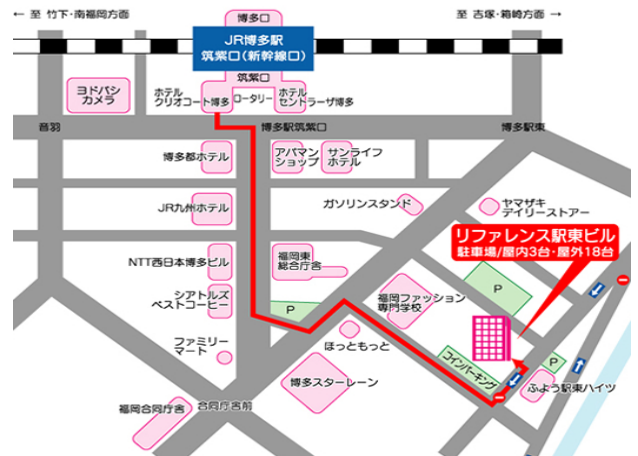 ← 至 竹下・南福岡方面
博多口
至 吉塚・箱崎方面 →
JR博多駅
筑紫口(新幹線口)
筑紫口
ヨドバシ
カメラ
ホテル
クリオコート博多
ロータリー
ホテル
セントラーザ博多
音羽
博多駅筑紫口
博多駅東
博多都ホテル
アパマン
ショップ
サンライフ
ホテル
JR九州ホテル
ガソリンスタンド
ヤマザキ
デイリーストアー
リファレンス駅東ビル
駐車場/屋内3台・屋外18台
NTT西日本博多ビル
福岡東
総合庁舎
P
シアトルズ
ベストコーヒー
P
福岡ファッション
専門学校
ファミリー
マート
ほっともっと
コインパーキング
P
博多スターレーン
ふよう駅東ハイツ
福岡合同庁舎
合同庁舎前